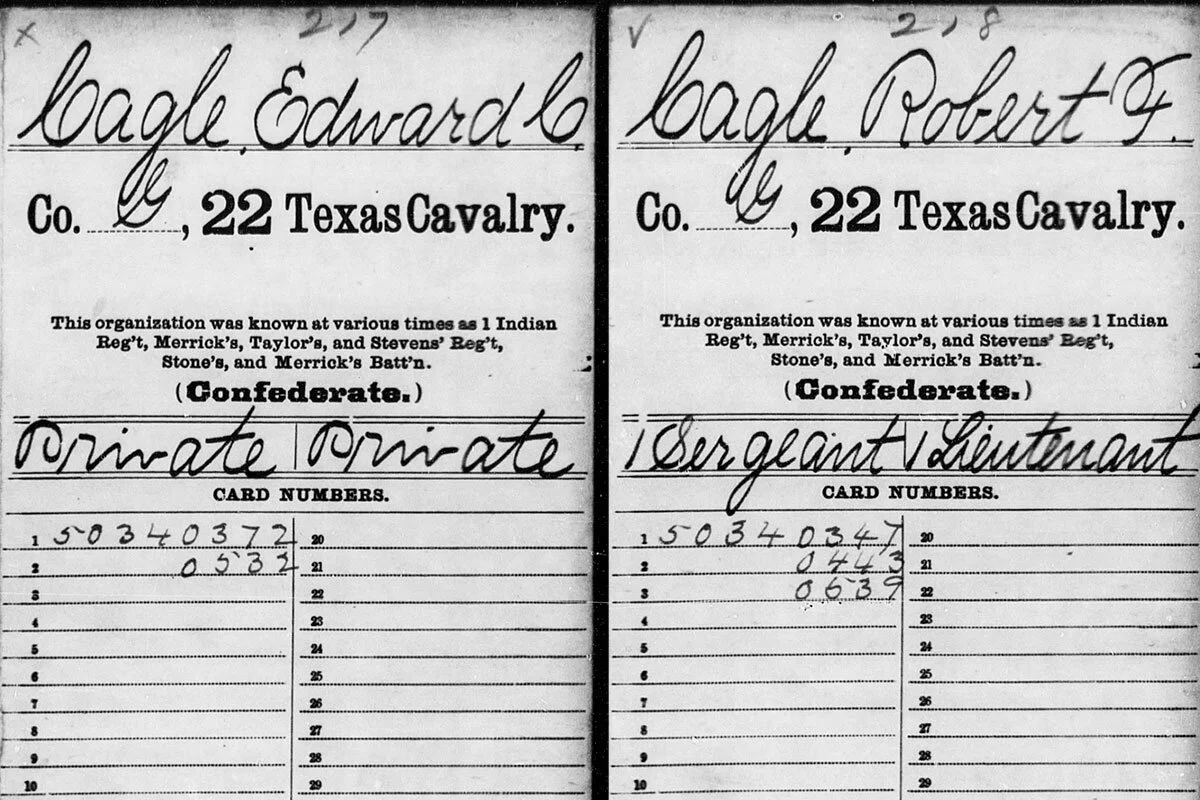 x 217
Cagle, Edward C.
Co. G, 22 Texas Cavalry.
This organization was known at various times as 1 Indian
Reg't, Merrick's, Taylor's, and Stevens' Reg't,
Stone's, and Merrick's Batt'n.
(Confederate.)
Private | Private
CARD NUMBERS.
1 50340372 20
2 0532 21
3 22
4 23
5 24
6 25
7 26
8 27
9 28
10 29
√ 218
Cagle, Robert F.
Co. G, 22 Texas Cavalry.
This organization was known at various times as 1 Indian
Reg't, Merrick's, Taylor's, and Stevens' Reg't,
Stone's, and Merrick's Batt'n.
(Confederate.)
1 Sergeant | 1 Lieutenant
CARD NUMBERS.
1 50340347 20
2 0443 21
3 0639 22
4 23
5 24
6 25
7 26
8 27
9 28
10 29